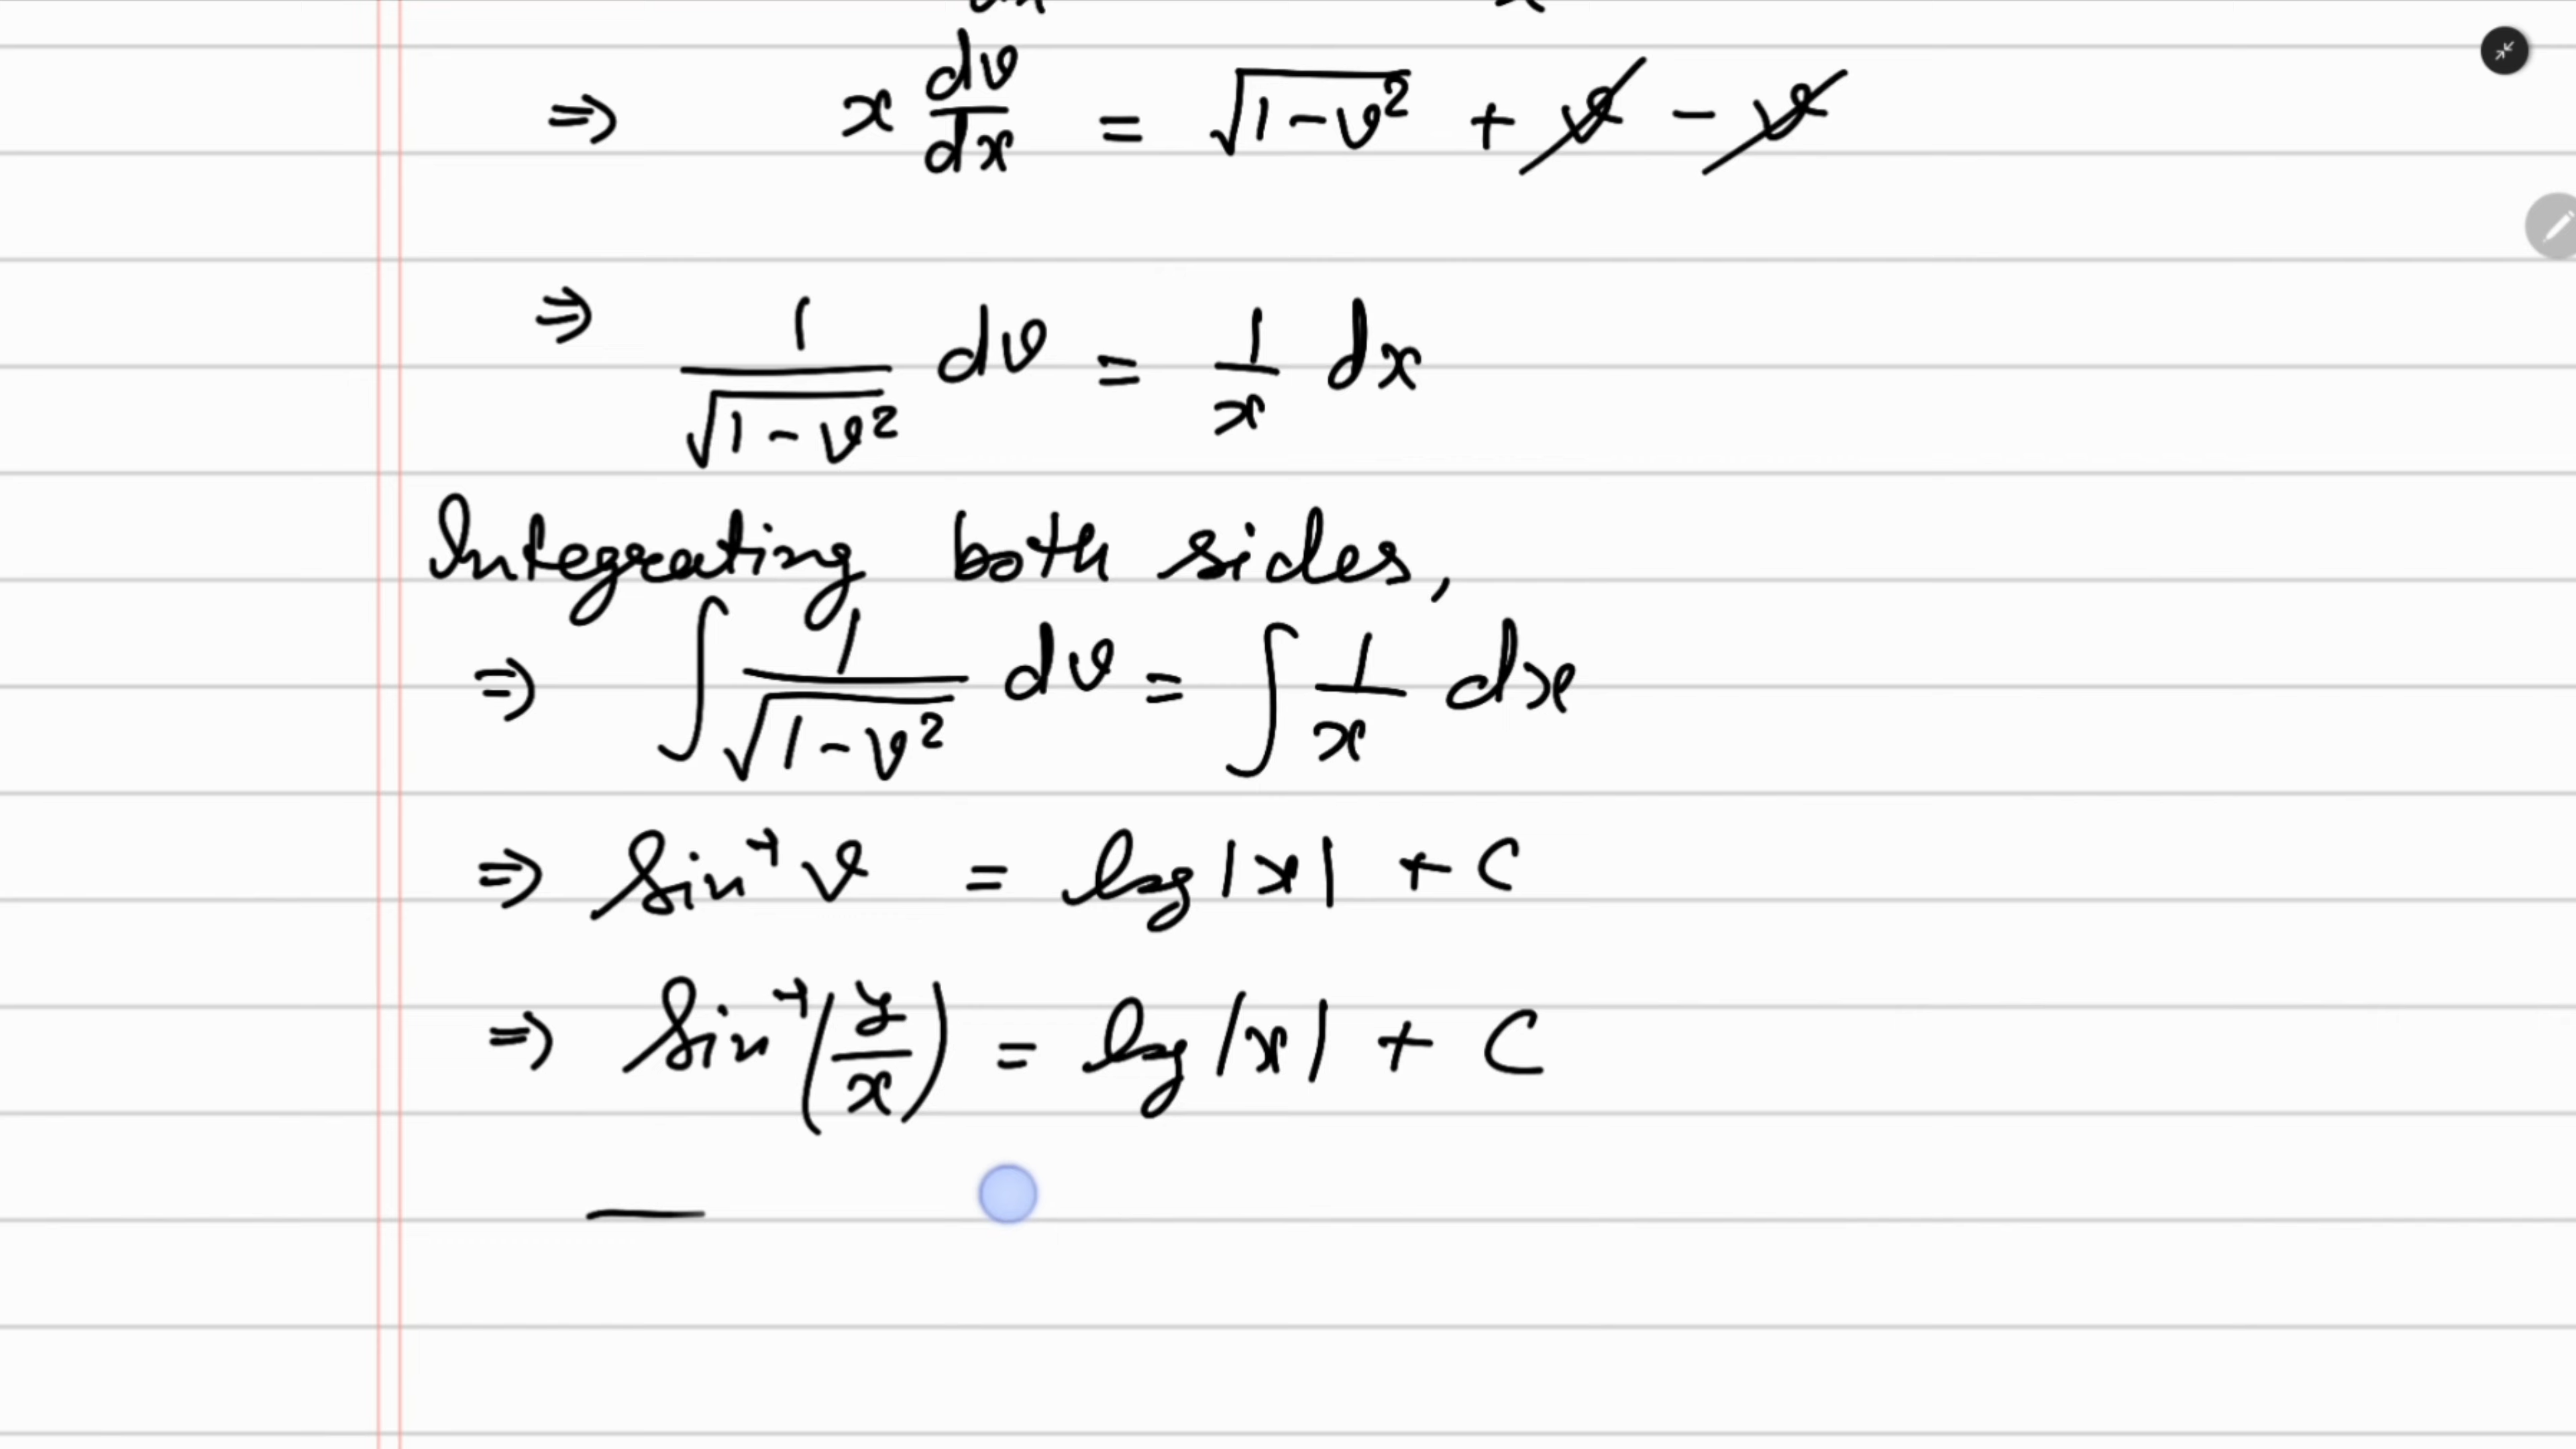 ⇒ x dv/dx = √(1-v²) + v - v
⇒ 1/√(1-v²) dv = 1/x dx
Integrating both sides,
⇒ ∫ 1/√(1-v²) dv = ∫ 1/x dx
⇒ Sin⁻¹ v = log |x| + C
⇒ Sin⁻¹(y/x) = log |x| + C